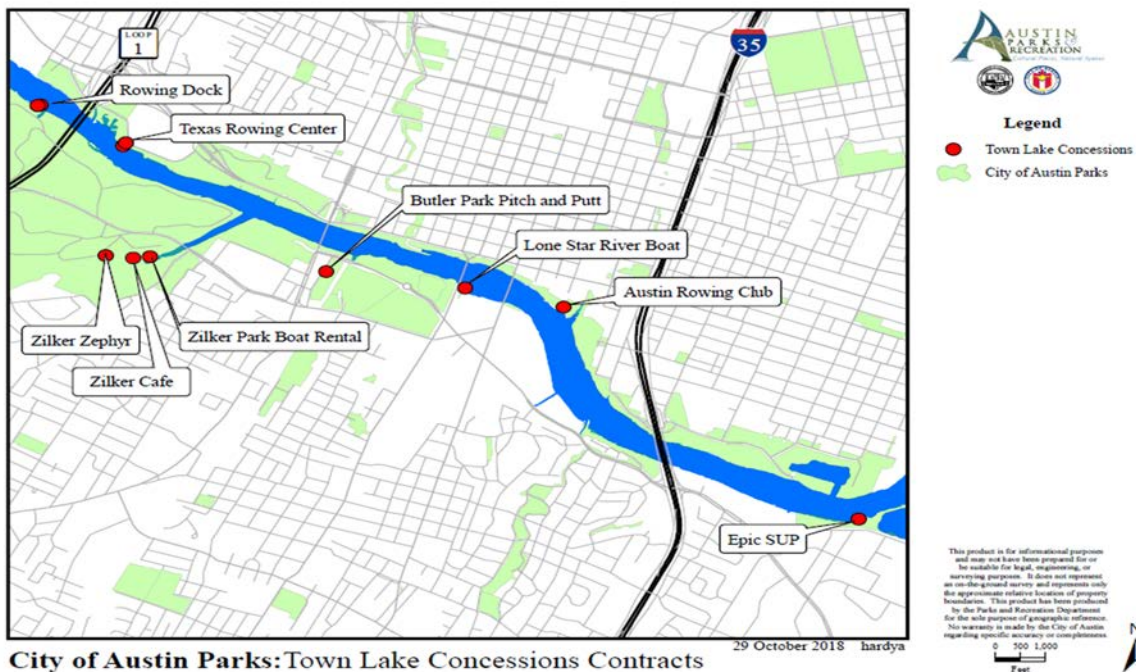 LOOP
1
35
Rowing Dock
Texas Rowing Center
Butler Park Pitch and Putt
Lone Star River Boat
Austin Rowing Club
Zilker Zephyr
Zilker Park Boat Rental
Zilker Cafe
Epic SUP
29 October 2018 hardya
City of Austin Parks: Town Lake Concessions Contracts
AUSTIN
PARKS &
RECREATION
Cultural Places, Natural Spaces
Legend
Town Lake Concessions
City of Austin Parks
This product is for informational purposes
and may not have been prepared for or
be suitable for legal, engineering, or
surveying purposes. It does not represent
an on-the-ground survey and represents only
the approximate relative location of property
boundaries. This product has been produced
by the Parks and Recreation Department
for the sole purpose of geographic reference.
No warranty is made by the City of Austin
regarding specific accuracy or completeness.
0 500 1,000
Feet
N